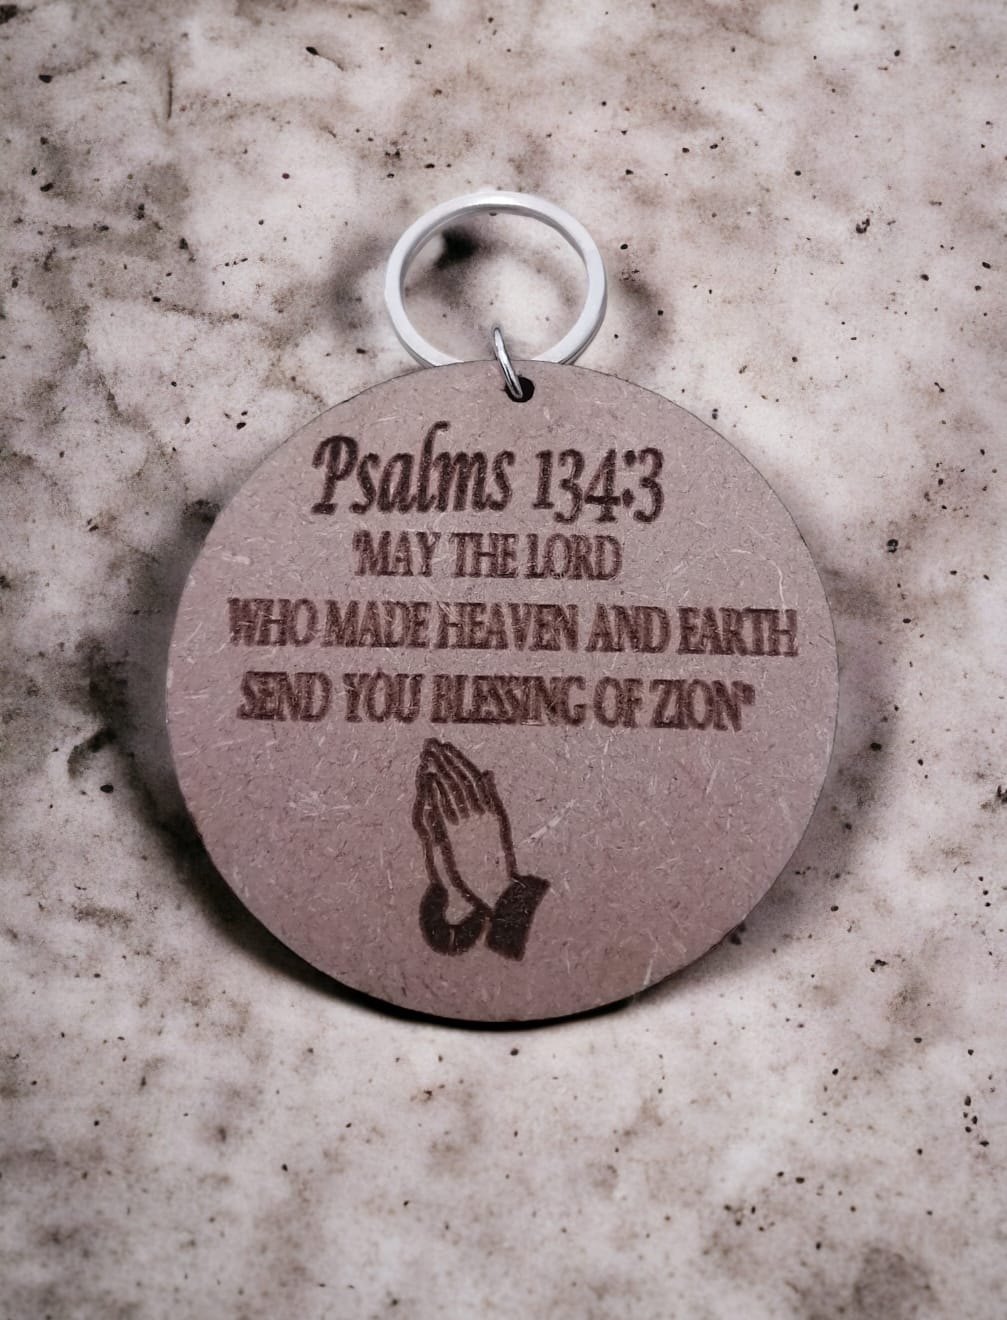 Psalms 134:3
"MAY THE LORD
WHO MADE HEAVEN AND EARTH
SEND YOU BLESSING OF ZION"